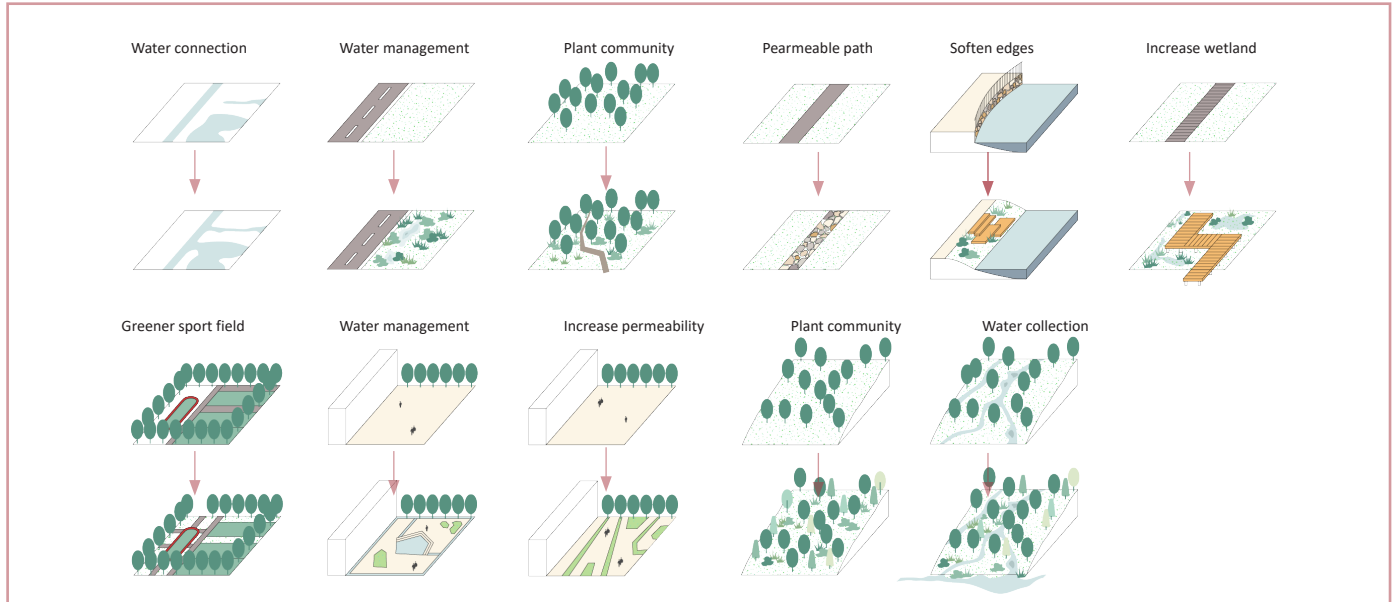 Water connection
Water management
Plant community
Pearmeable path
Soften edges
Increase wetland
Greener sport field
Water management
Increase permeability
Plant community
Water collection